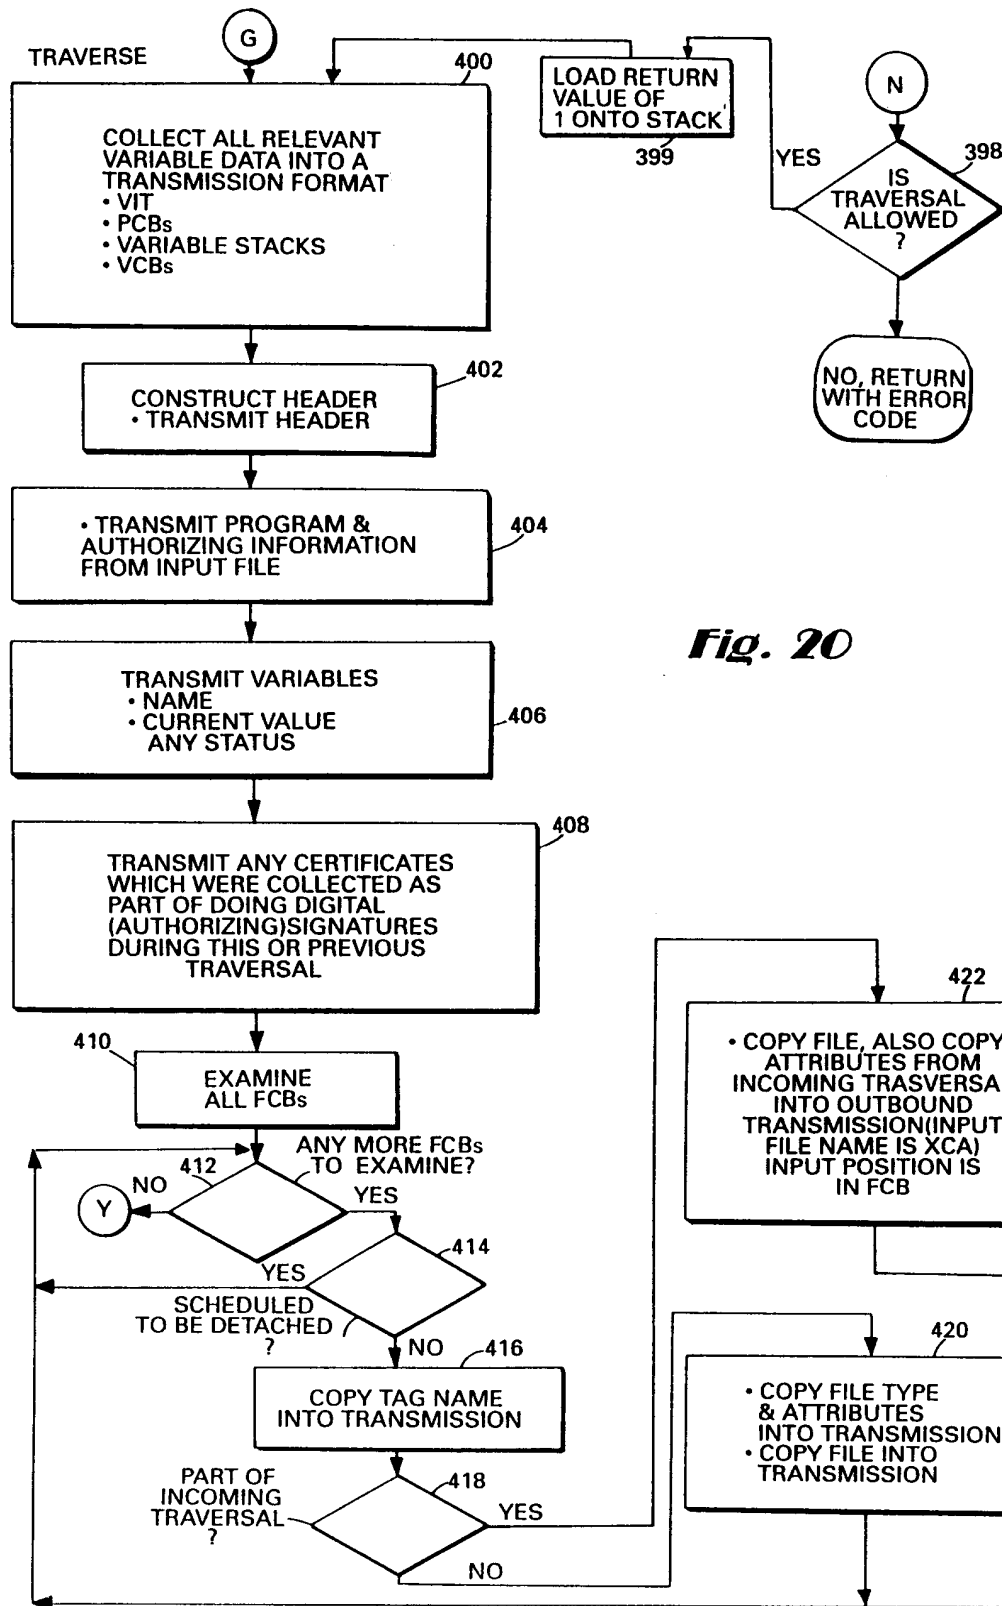 G
TRAVERSE
400
COLLECT ALL RELEVANT
VARIABLE DATA INTO A
TRANSMISSION FORMAT
• VIT
• PCBs
• VARIABLE STACKS
• VCBs
LOAD RETURN
VALUE OF
1 ONTO STACK
399
N
YES
398
IS
TRAVERSAL
ALLOWED
?
NO, RETURN
WITH ERROR
CODE
402
CONSTRUCT HEADER
• TRANSMIT HEADER
404
• TRANSMIT PROGRAM &
AUTHORIZING INFORMATION
FROM INPUT FILE
Fig. 20
406
TRANSMIT VARIABLES
• NAME
• CURRENT VALUE
ANY STATUS
408
TRANSMIT ANY CERTIFICATES
WHICH WERE COLLECTED AS
PART OF DOING DIGITAL
(AUTHORIZING)SIGNATURES
DURING THIS OR PREVIOUS
TRAVERSAL
410
EXAMINE
ALL FCBs
412
ANY MORE FCBs
TO EXAMINE?
NO
Y
YES
414
YES
SCHEDULED
TO BE DETACHED
?
NO
416
COPY TAG NAME
INTO TRANSMISSION
418
PART OF
INCOMING
TRAVERSAL
?
YES
NO
422
• COPY FILE, ALSO COPY
ATTRIBUTES FROM
INCOMING TRASVERSA
INTO OUTBOUND
TRANSMISSION(INPUT
FILE NAME IS XCA)
INPUT POSITION IS
IN FCB
420
• COPY FILE TYPE
& ATTRIBUTES
INTO TRANSMISSION
• COPY FILE INTO
TRANSMISSION